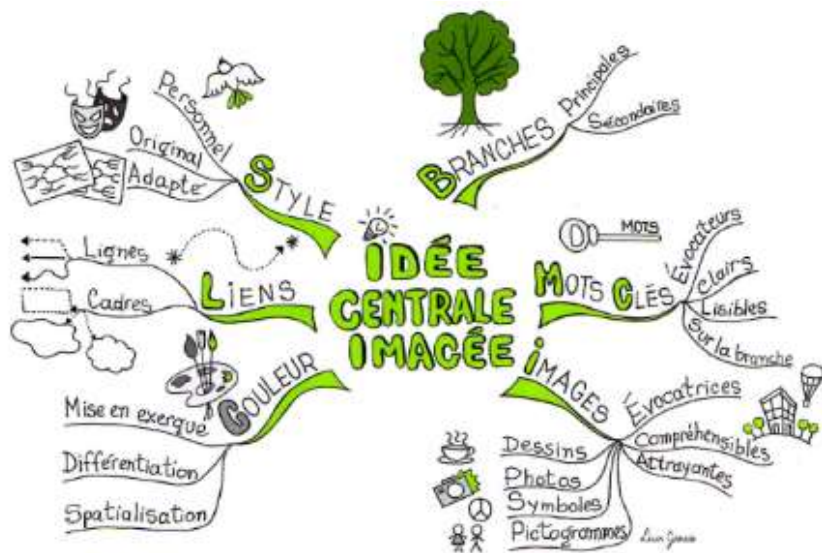 IDÉE
CENTRALE
IMAGÉE
BRANCHES
Principales
Secondaires
MOTS
MOTS CLÉS
Évocateurs
Clairs
Lisibles
Sur la branche
IMAGES
Évocatrices
Compréhensibles
Attrayantes
Dessins
Photos
Symboles
Pictogrammes
COULEUR
Mise en exergue
Différentiation
Spatialisation
LIENS
Lignes
Cadres
STYLE
Personnel
Original
Adapté